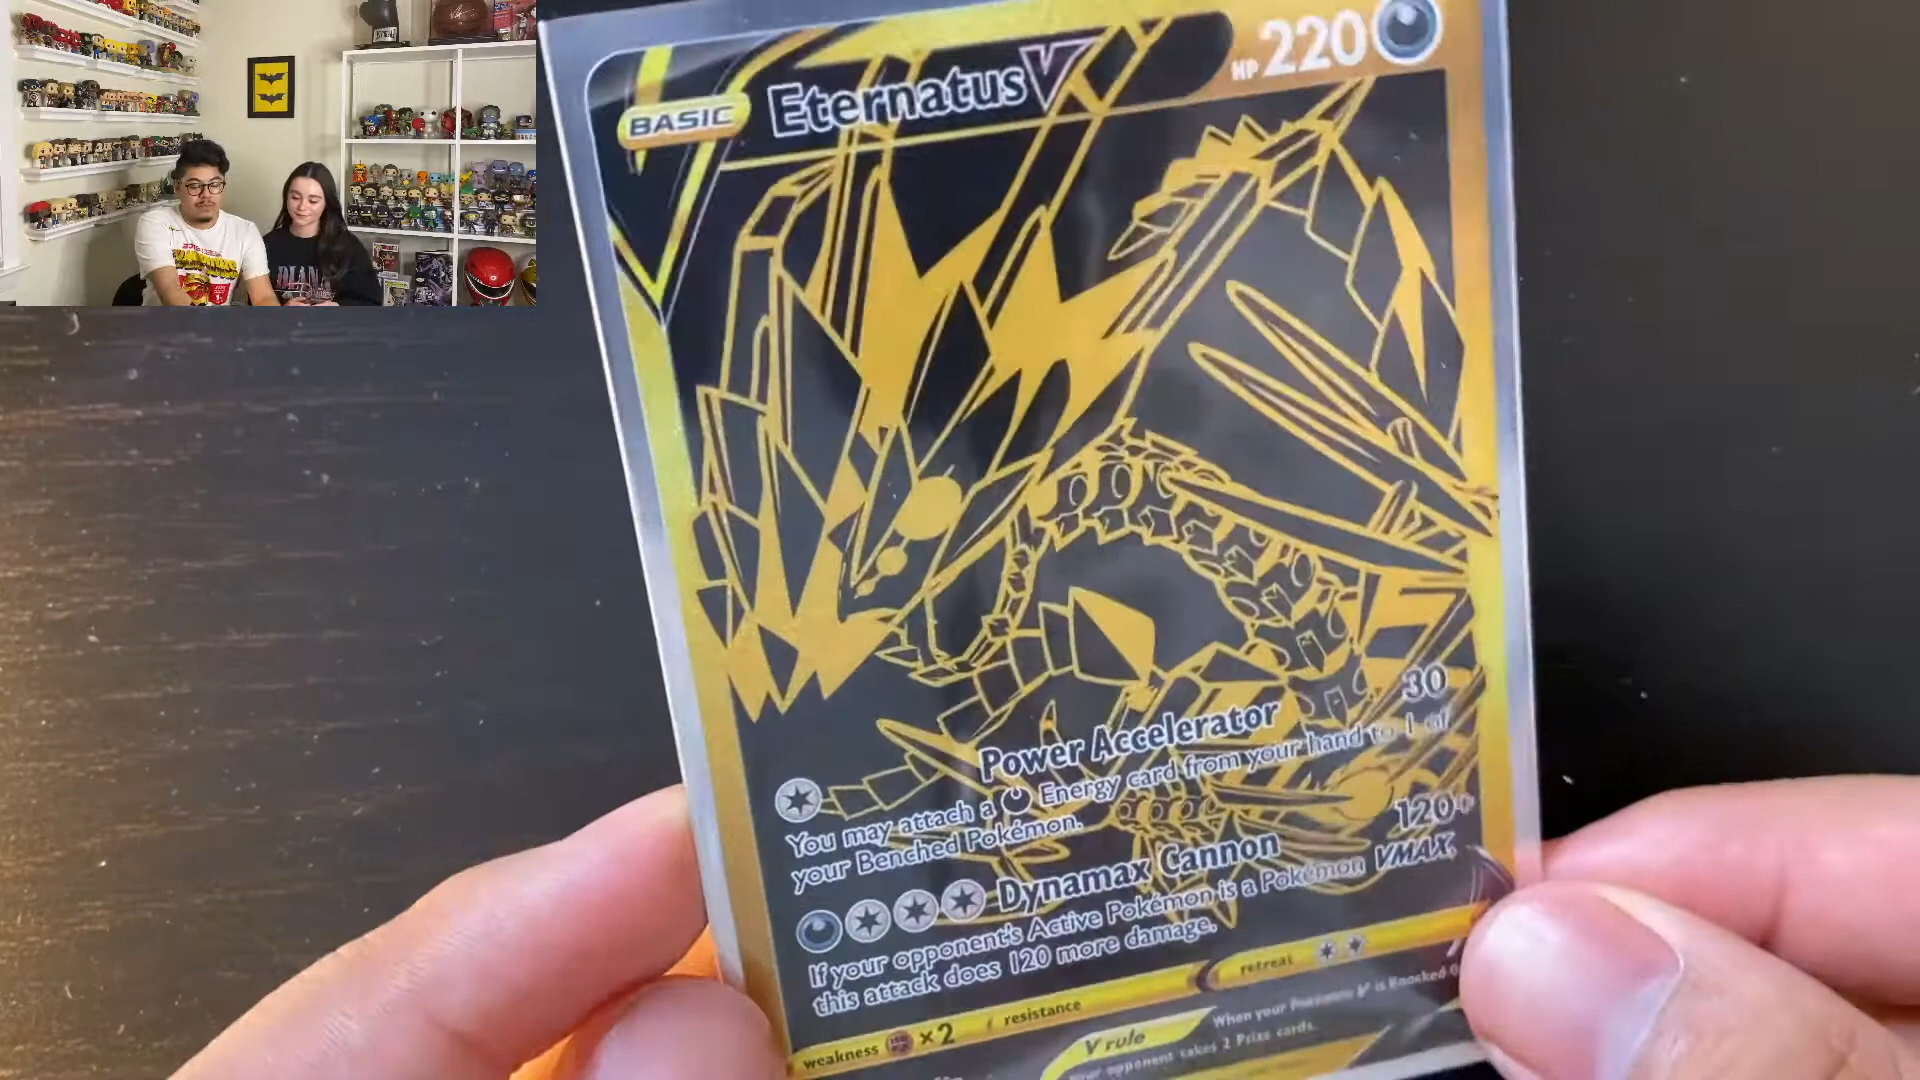 BASIC Eternatus V HP 220
Power Accelerator 30
You may attach a Energy card from your hand to 1 of
your Benched Pokémon.
Dynamax Cannon 120+
If your opponent's Active Pokémon is a Pokémon VMAX,
this attack does 120 more damage.
weakness ×2 resistance retreat
V rule When your Pokémon V is Knocked
your opponent takes 2 Prize cards.